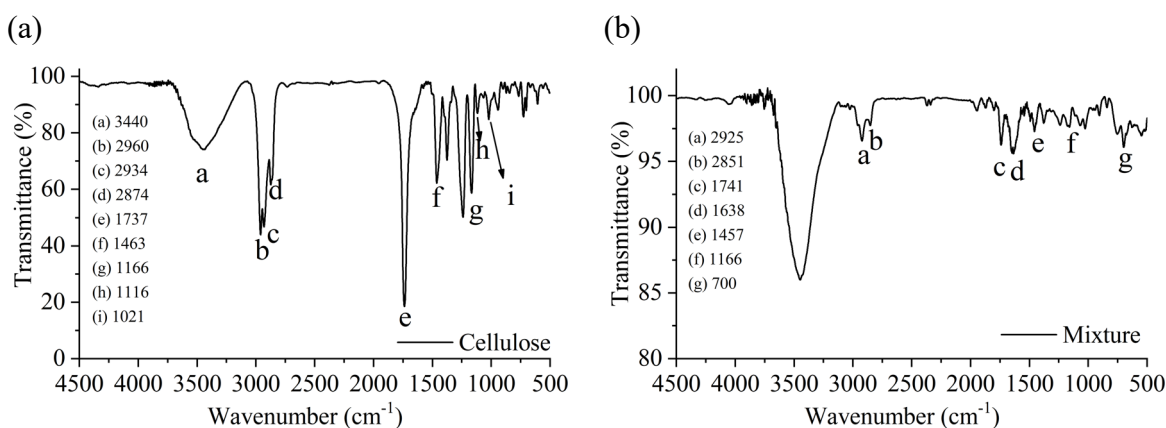 (a)
100
80
60
40
20
0
Transmittance (%)
(a) 3440
(b) 2960
(c) 2934
(d) 2874
(e) 1737
(f) 1463
(g) 1166
(h) 1116
(i) 1021
a
b
c
d
e
f
g
h
i
Cellulose
4500 4000 3500 3000 2500 2000 1500 1000 500
Wavenumber (cm⁻¹)
(b)
100
95
90
85
80
Transmittance (%)
(a) 2925
(b) 2851
(c) 1741
(d) 1638
(e) 1457
(f) 1166
(g) 700
a
b
c
d
e
f
g
Mixture
4500 4000 3500 3000 2500 2000 1500 1000 500
Wavenumber (cm⁻¹)